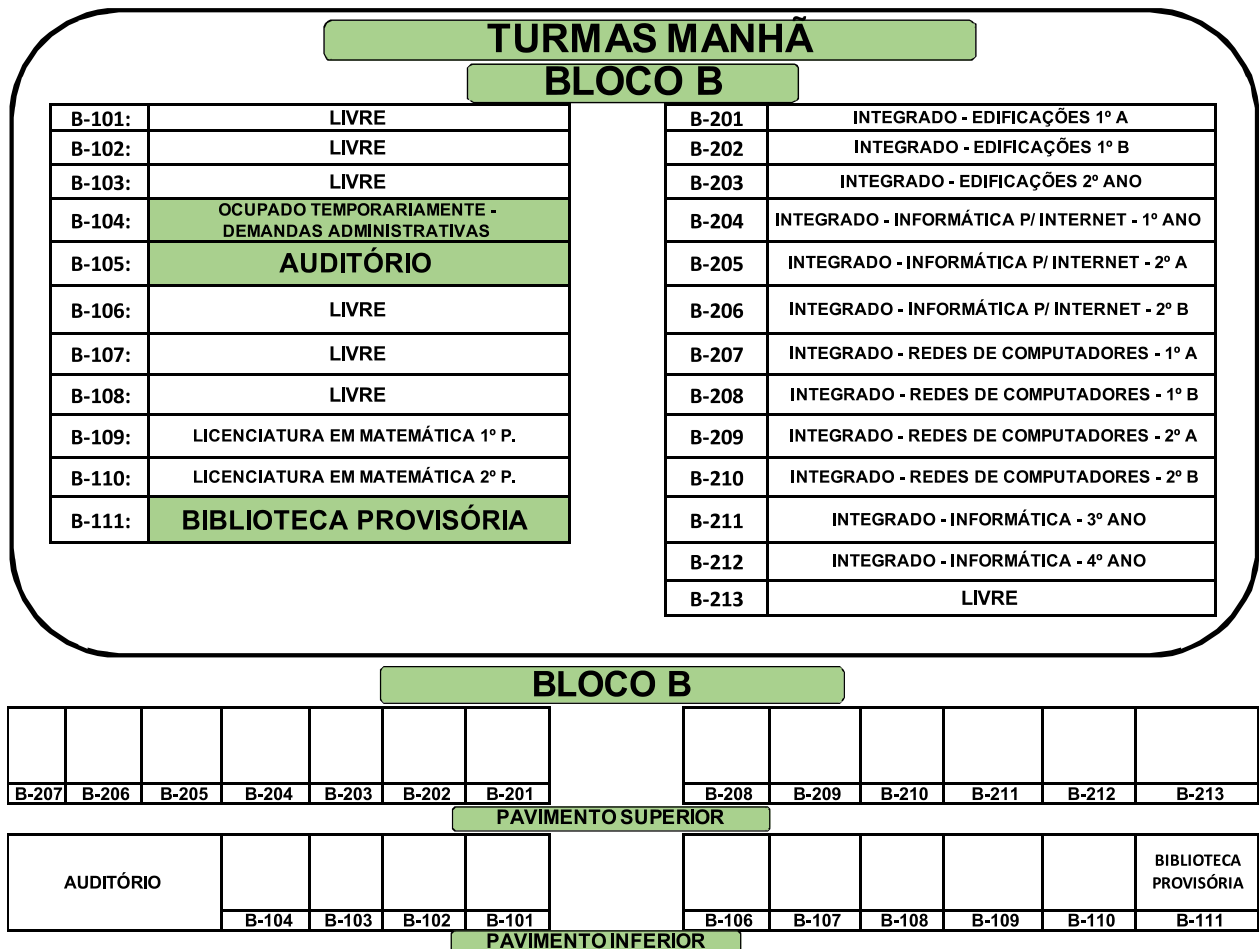 TURMAS MANHÃ
BLOCO B
B-101: LIVRE
B-102: LIVRE
B-103: LIVRE
B-104: OCUPADO TEMPORARIAMENTE -
DEMANDAS ADMINISTRATIVAS
B-105: AUDITÓRIO
B-106: LIVRE
B-107: LIVRE
B-108: LIVRE
B-109: LICENCIATURA EM MATEMÁTICA 1º P.
B-110: LICENCIATURA EM MATEMÁTICA 2º P.
B-111: BIBLIOTECA PROVISÓRIA
B-201 INTEGRADO - EDIFICAÇÕES 1º A
B-202 INTEGRADO - EDIFICAÇÕES 1º B
B-203 INTEGRADO - EDIFICAÇÕES 2º ANO
B-204 INTEGRADO - INFORMÁTICA P/ INTERNET - 1º ANO
B-205 INTEGRADO - INFORMÁTICA P/ INTERNET - 2º A
B-206 INTEGRADO - INFORMÁTICA P/ INTERNET - 2º B
B-207 INTEGRADO - REDES DE COMPUTADORES - 1º A
B-208 INTEGRADO - REDES DE COMPUTADORES - 1º B
B-209 INTEGRADO - REDES DE COMPUTADORES - 2º A
B-210 INTEGRADO - REDES DE COMPUTADORES - 2º B
B-211 INTEGRADO - INFORMÁTICA - 3º ANO
B-212 INTEGRADO - INFORMÁTICA - 4º ANO
B-213 LIVRE
BLOCO B
B-207 B-206 B-205 B-204 B-203 B-202 B-201 B-208 B-209 B-210 B-211 B-212 B-213
PAVIMENTO SUPERIOR
AUDITÓRIO
BIBLIOTECA
PROVISÓRIA
B-104 B-103 B-102 B-101 B-106 B-107 B-108 B-109 B-110 B-111
PAVIMENTO INFERIOR